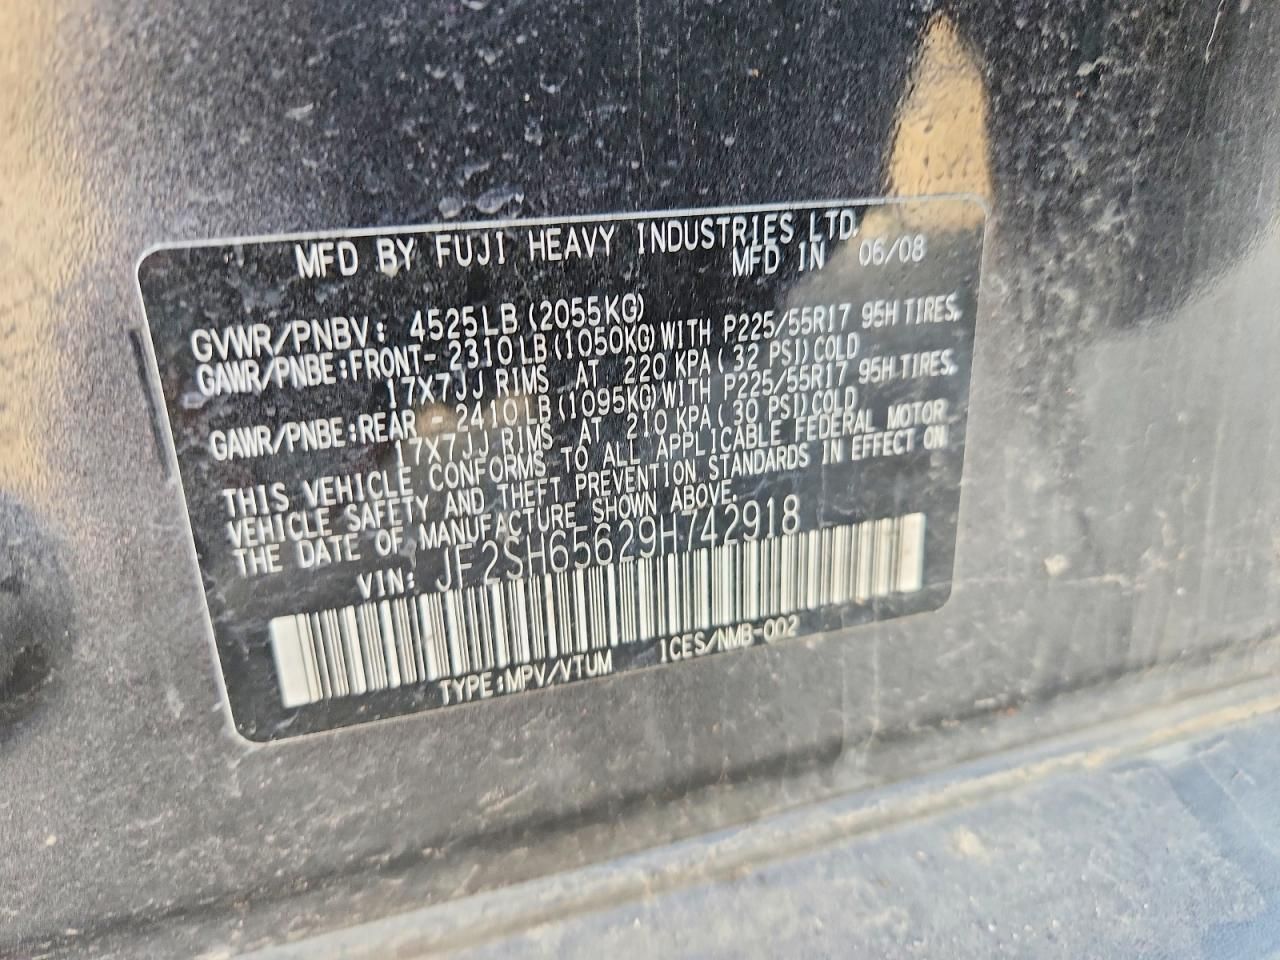 MFD BY FUJI HEAVY INDUSTRIES LTD.
MFD IN 06/08
GVWR/PNBV: 4525LB (2055KG)
GAWR/PNBE:FRONT- 2310LB(1050KG)WITH P225/55R17 95H TIRES,
17X7JJ RIMS AT 220 KPA( 32 PSI)COLD
GAWR/PNBE:REAR - 2410LB(1095KG)WITH P225/55R17 95H TIRES,
17X7JJ RIMS AT 210 KPA( 30 PSI)COLD
THIS VEHICLE CONFORMS TO ALL APPLICABLE FEDERAL MOTOR
VEHICLE SAFETY AND THEFT PREVENTION STANDARDS IN EFFECT ON
THE DATE OF MANUFACTURE SHOWN ABOVE.
VIN: JF2SH65629H742918
TYPE:MPV/VTUM ICES/NMB-002